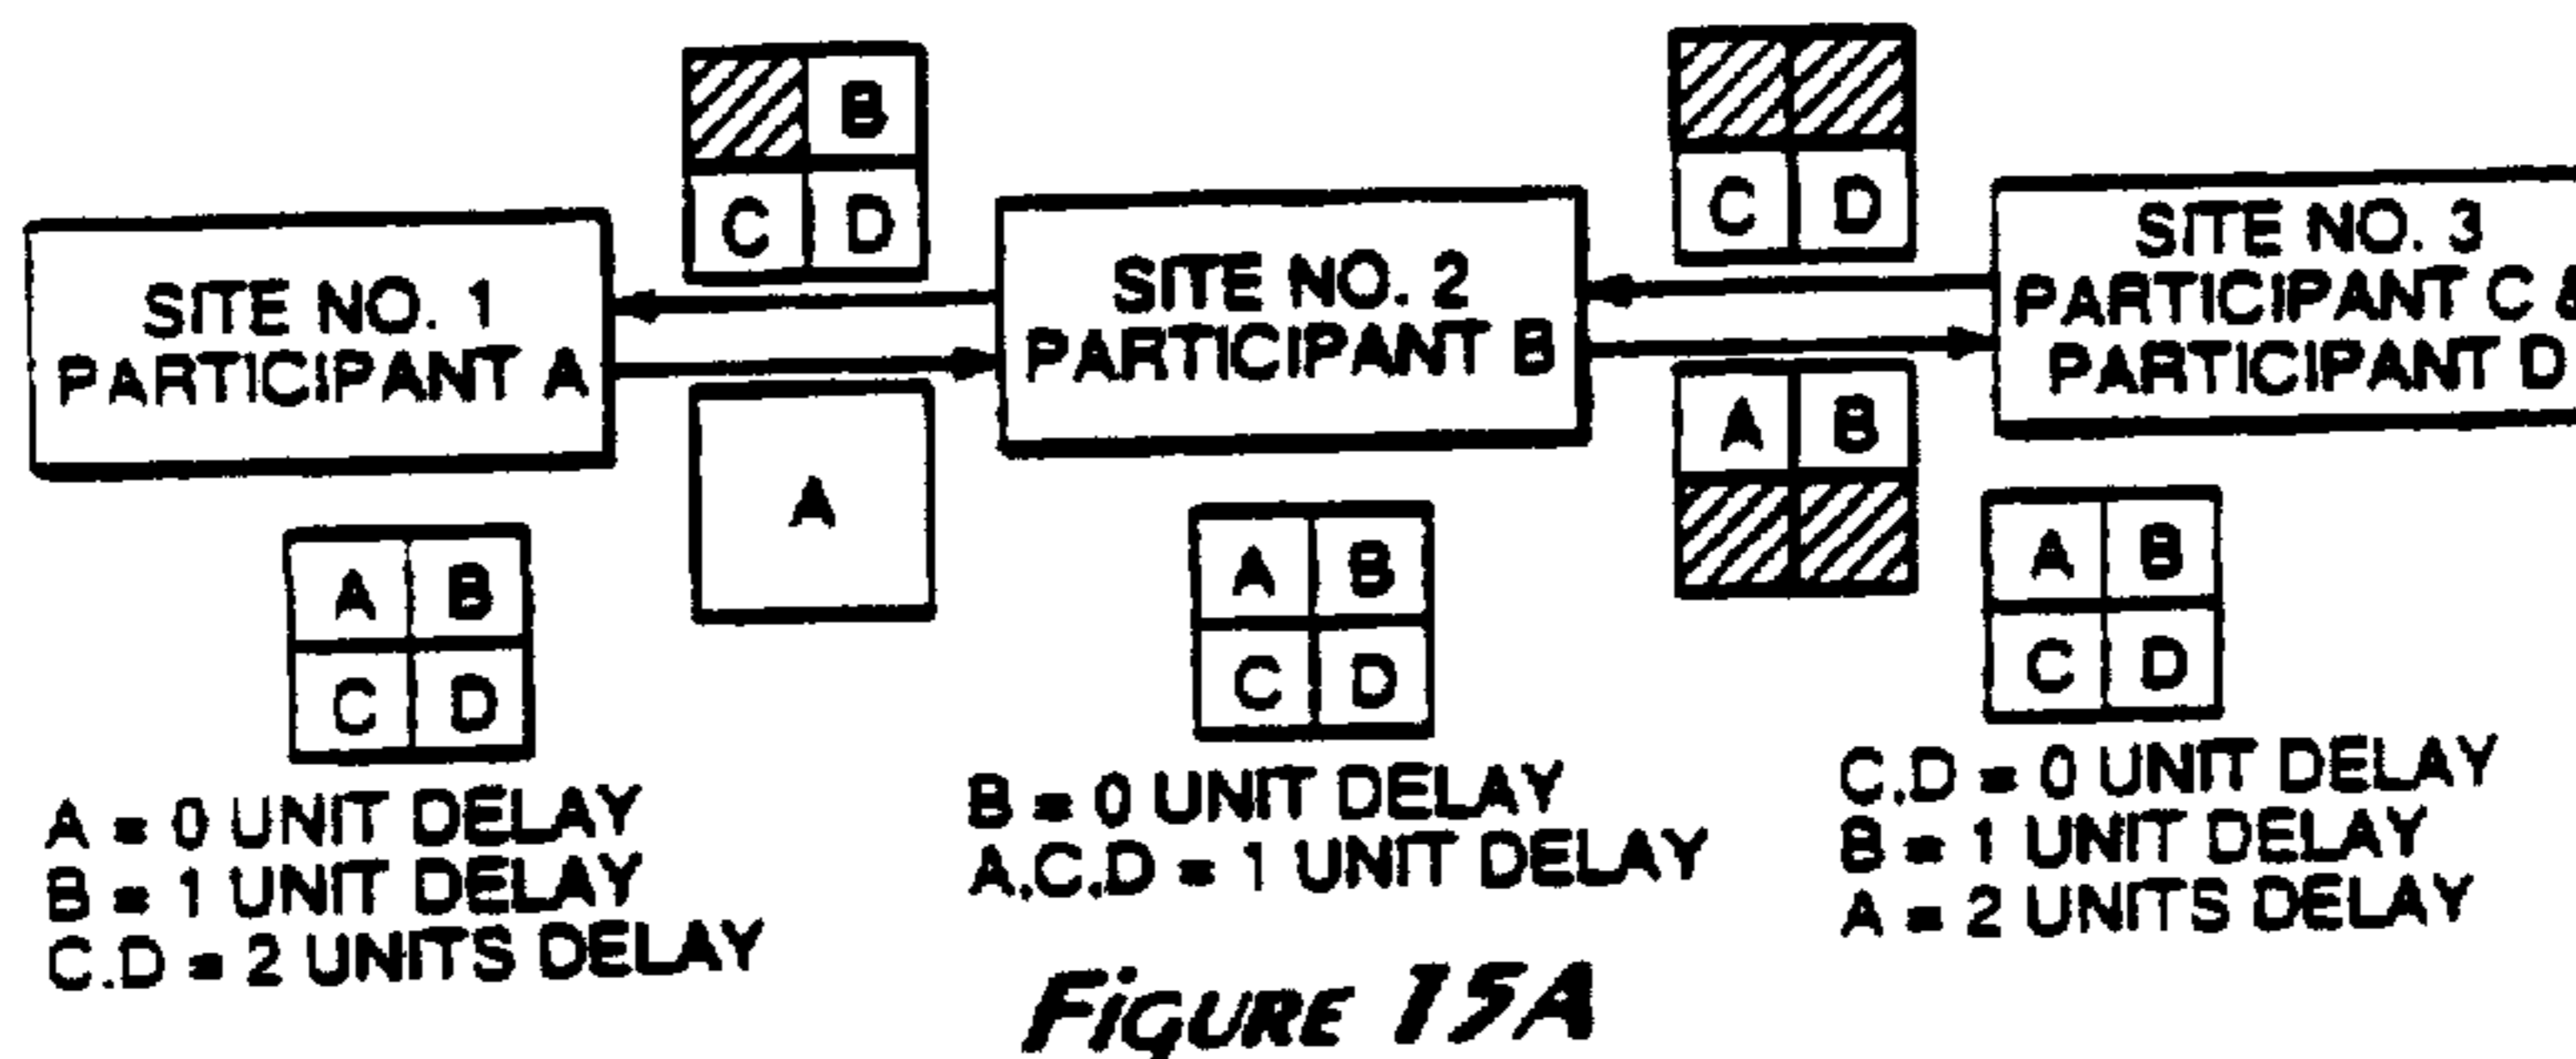 B
C D
C D
SITE NO. 1
PARTICIPANT A
SITE NO. 2
PARTICIPANT B
SITE NO. 3
PARTICIPANT C &
PARTICIPANT D
A
A B
A B
C D
A B
C D
A B
C D
A = 0 UNIT DELAY
B = 1 UNIT DELAY
C.D = 2 UNITS DELAY
B = 0 UNIT DELAY
A.C.D = 1 UNIT DELAY
C.D = 0 UNIT DELAY
B = 1 UNIT DELAY
A = 2 UNITS DELAY
FIGURE 15A